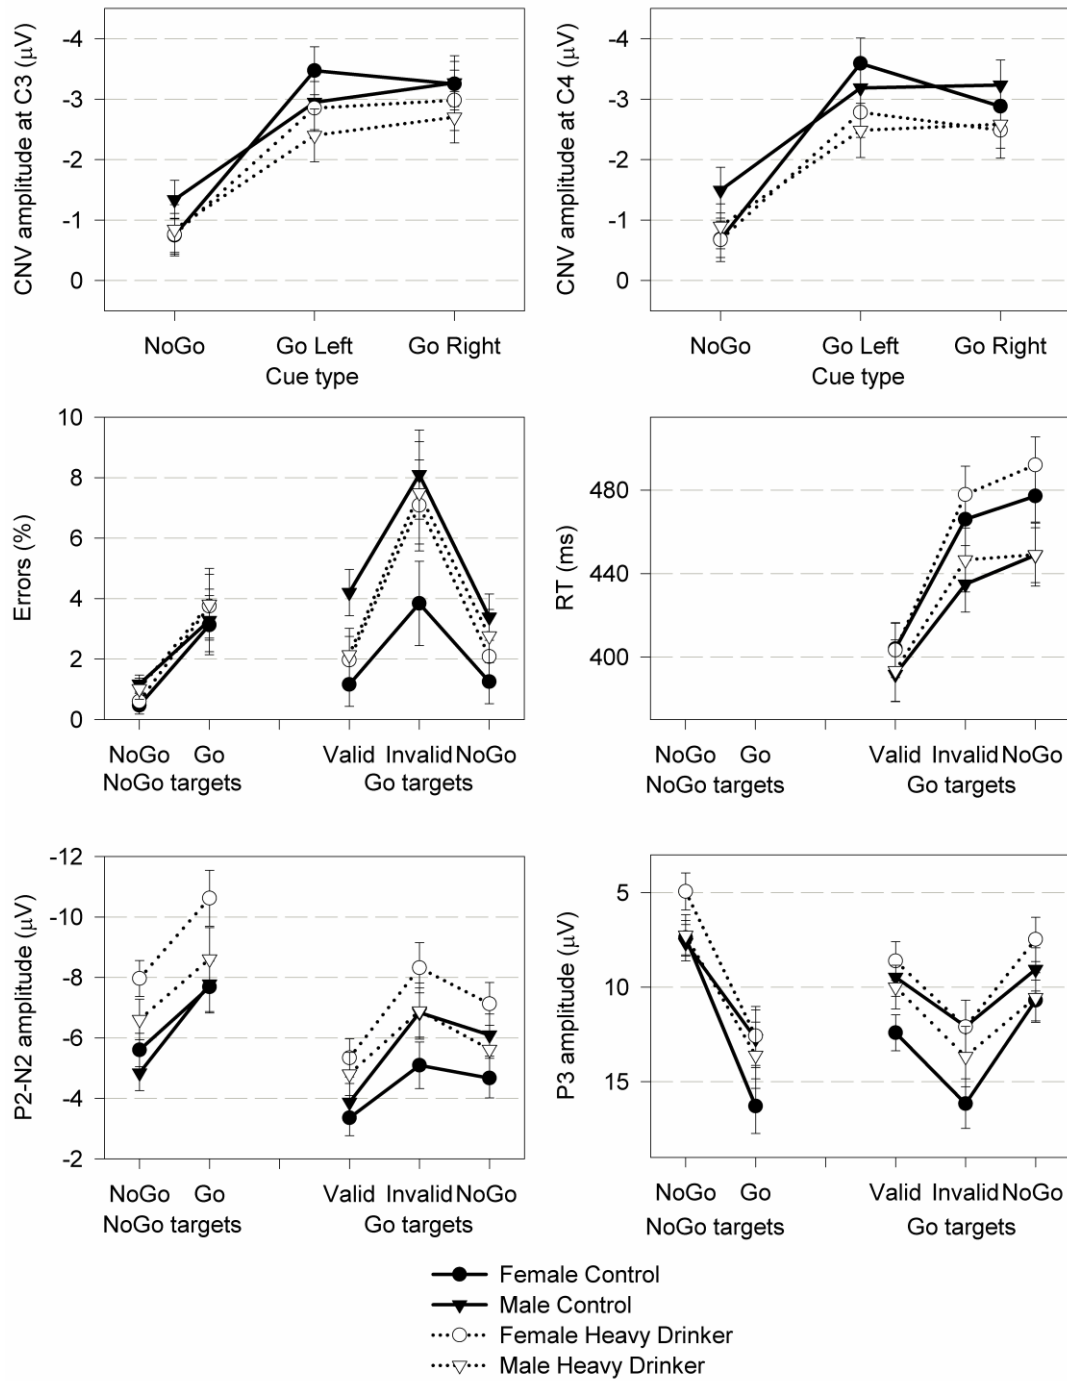 CNV amplitude at C3 (μV)
-4
-3
-2
-1
0
NoGo Go Left Go Right
Cue type
CNV amplitude at C4 (μV)
-4
-3
-2
-1
0
NoGo Go Left Go Right
Cue type
Errors (%)
10
8
6
4
2
0
NoGo Go Valid Invalid NoGo
NoGo targets Go targets
RT (ms)
480
440
400
NoGo Go Valid Invalid NoGo
NoGo targets Go targets
P2-N2 amplitude (μV)
-12
-10
-8
-6
-4
-2
NoGo Go Valid Invalid NoGo
NoGo targets Go targets
P3 amplitude (μV)
5
10
15
NoGo Go Valid Invalid NoGo
NoGo targets Go targets
Female Control
Male Control
Female Heavy Drinker
Male Heavy Drinker